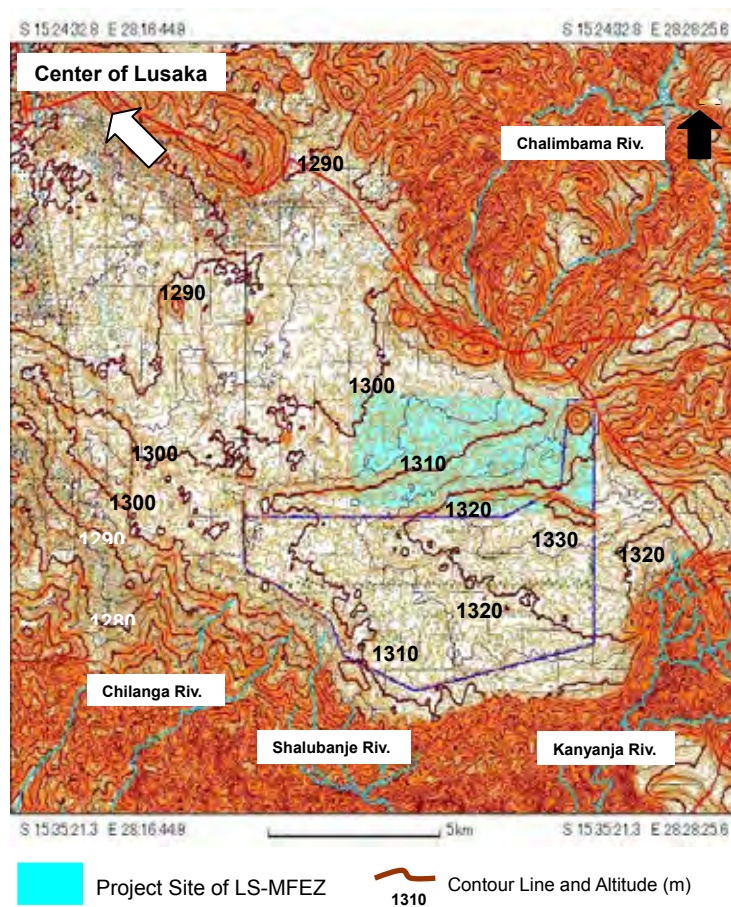 S 15:24:32.8 E 28:16:44.9
S 15:24:32.8 E 28:28:25.6
Center of Lusaka
Chalimbama Riv.
1290
1290
1300
1300
1310
1300
1320
1290
1330
1320
1280
1320
1310
Chilanga Riv.
Shalubanje Riv.
Kanyanja Riv.
S 15:35:21.3 E 28:16:44.9
5km
S 15:35:21.3 E 28:28:25.6
Project Site of LS-MFEZ
Contour Line and Altitude (m)
1310